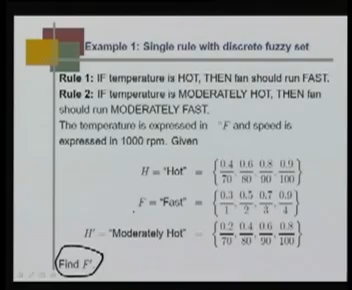 Example 1: Single rule with discrete fuzzy set
Rule 1: IF temperature is HOT, THEN fan should run FAST.
Rule 2: IF temperature is MODERATELY HOT, THEN fan
should run MODERATELY FAST.
The temperature is expressed in °F and speed is
expressed in 1000 rpm. Given
H = "Hot" = {0.4/70, 0.6/80, 0.8/90, 0.9/100}
F = "Fast" = {0.3/1, 0.5/2, 0.7/3, 0.9/4}
H' = "Moderately Hot" = {0.2/70, 0.4/80, 0.6/90, 0.8/100}
Find F'.